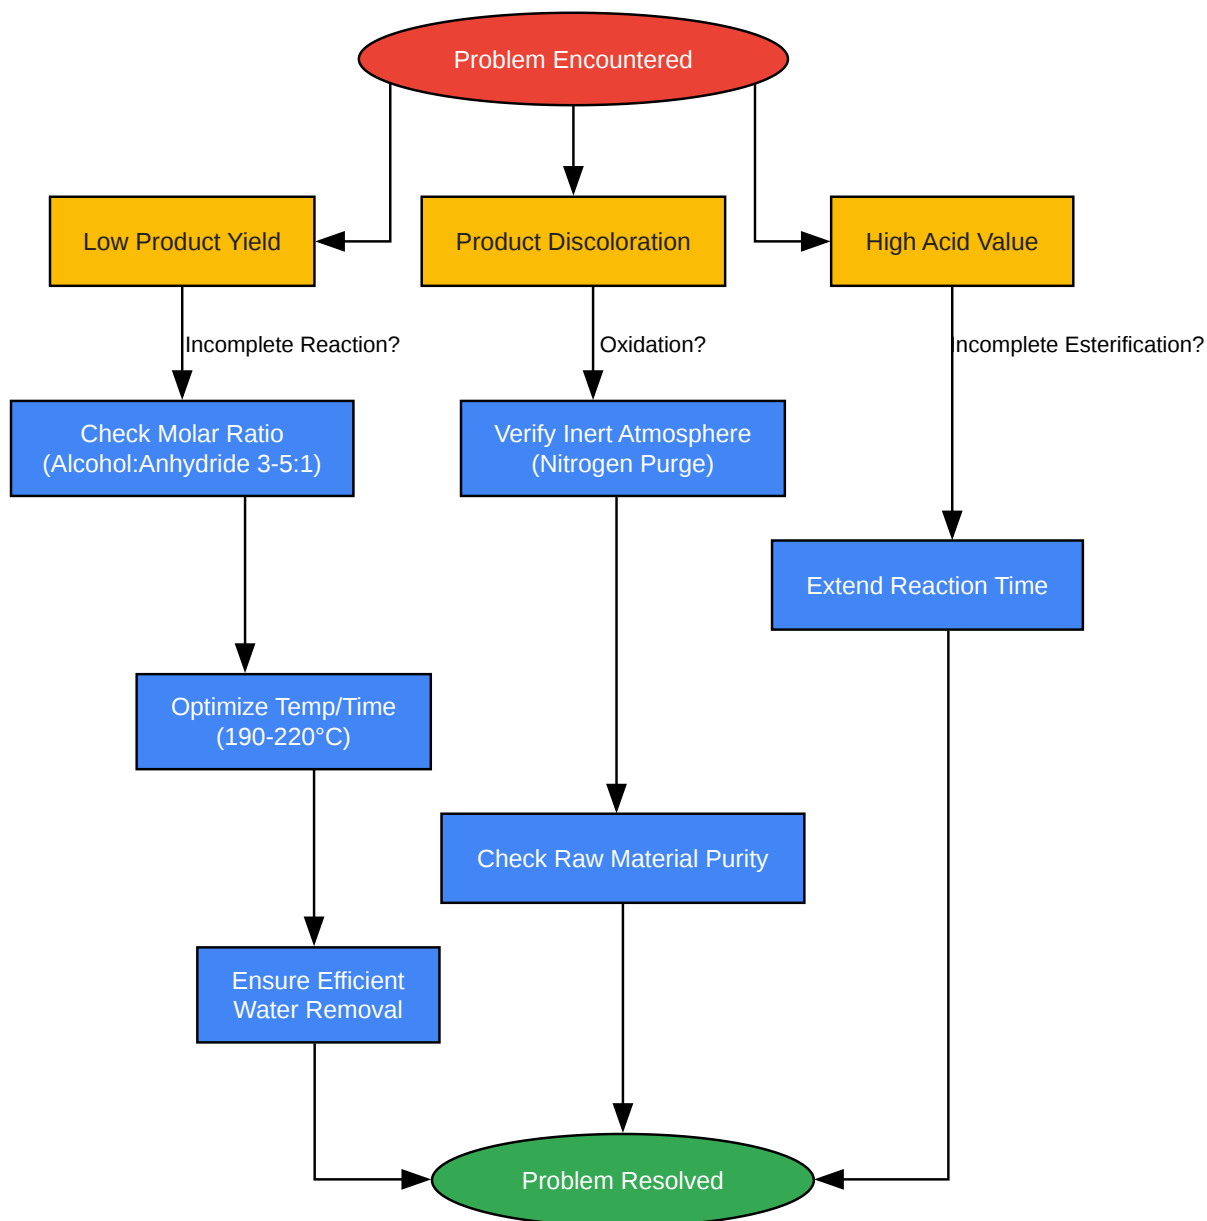 Problem Encountered
Low Product Yield
Product Discoloration
High Acid Value
Incomplete Reaction?
Oxidation?
Incomplete Esterification?
Check Molar Ratio
(Alcohol:Anhydride 3-5:1)
Verify Inert Atmosphere
(Nitrogen Purge)
Extend Reaction Time
Optimize Temp/Time
(190-220°C)
Check Raw Material Purity
Ensure Efficient
Water Removal
Problem Resolved